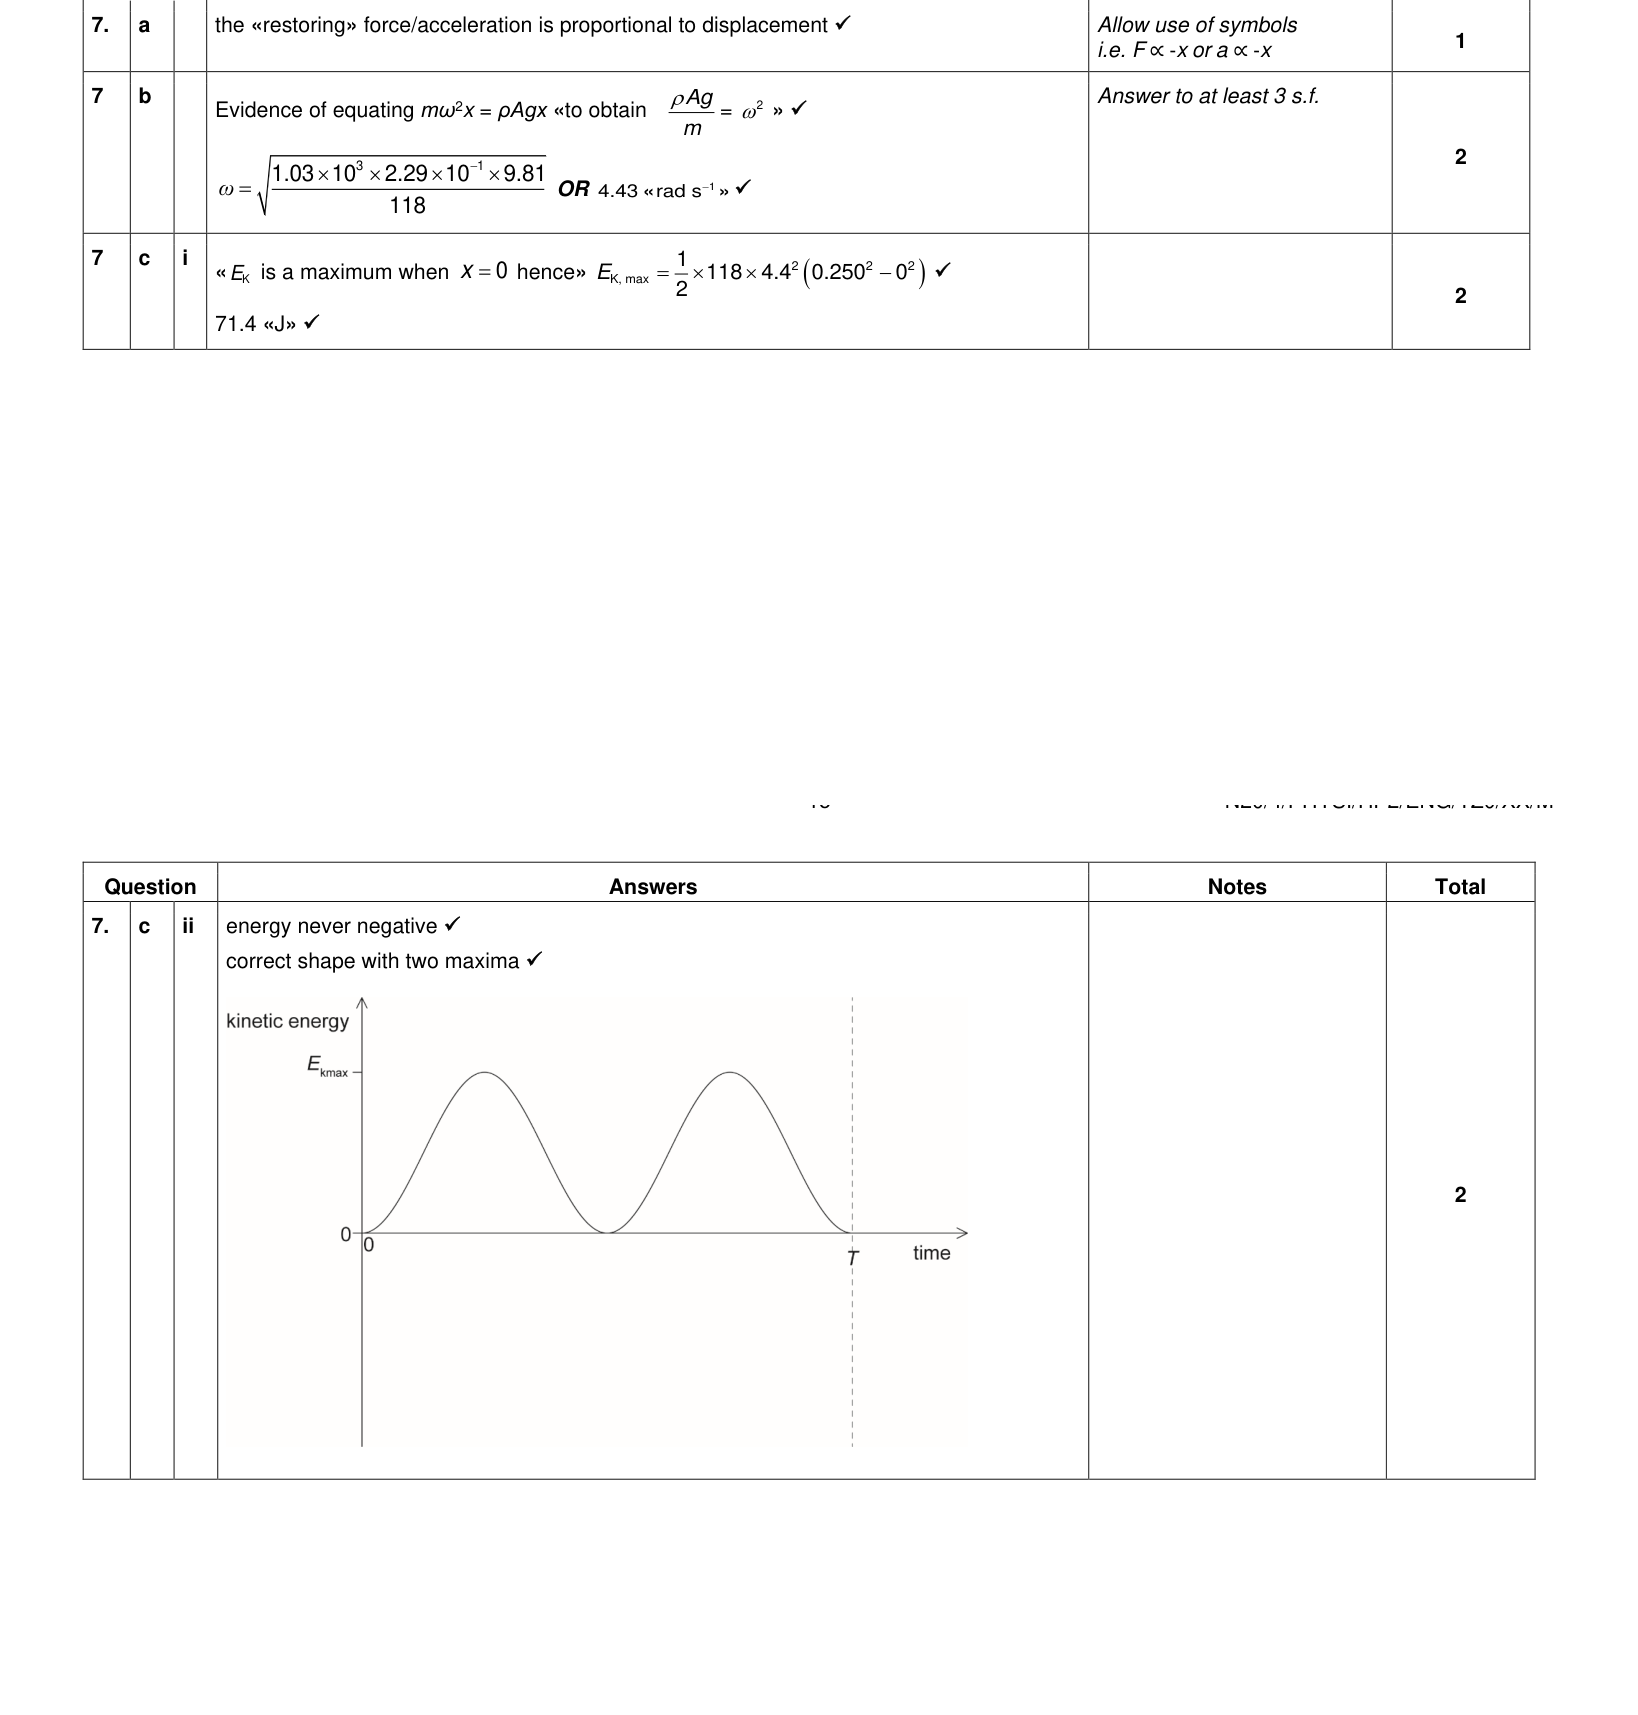 7. a the «restoring» force/acceleration is proportional to displacement ✓ Allow use of symbols
i.e. F ∝ -x or a ∝ -x
1
7 b Evidence of equating mω²x = ρAgx «to obtain ρAg/m = ω² » ✓ Answer to at least 3 s.f.
ω = √(1.03×10³ ×2.29×10⁻¹ ×9.81 / 118) OR 4.43 «rad s⁻¹ » ✓
2
7 c i « E_K is a maximum when x = 0 hence» E_K, max = 1/2 ×118× 4.4² (0.250² − 0²) ✓
71.4 «J» ✓
2
Question Answers Notes Total
7. c ii energy never negative ✓
correct shape with two maxima ✓
kinetic energy
E_kmax
0
0
T time
2